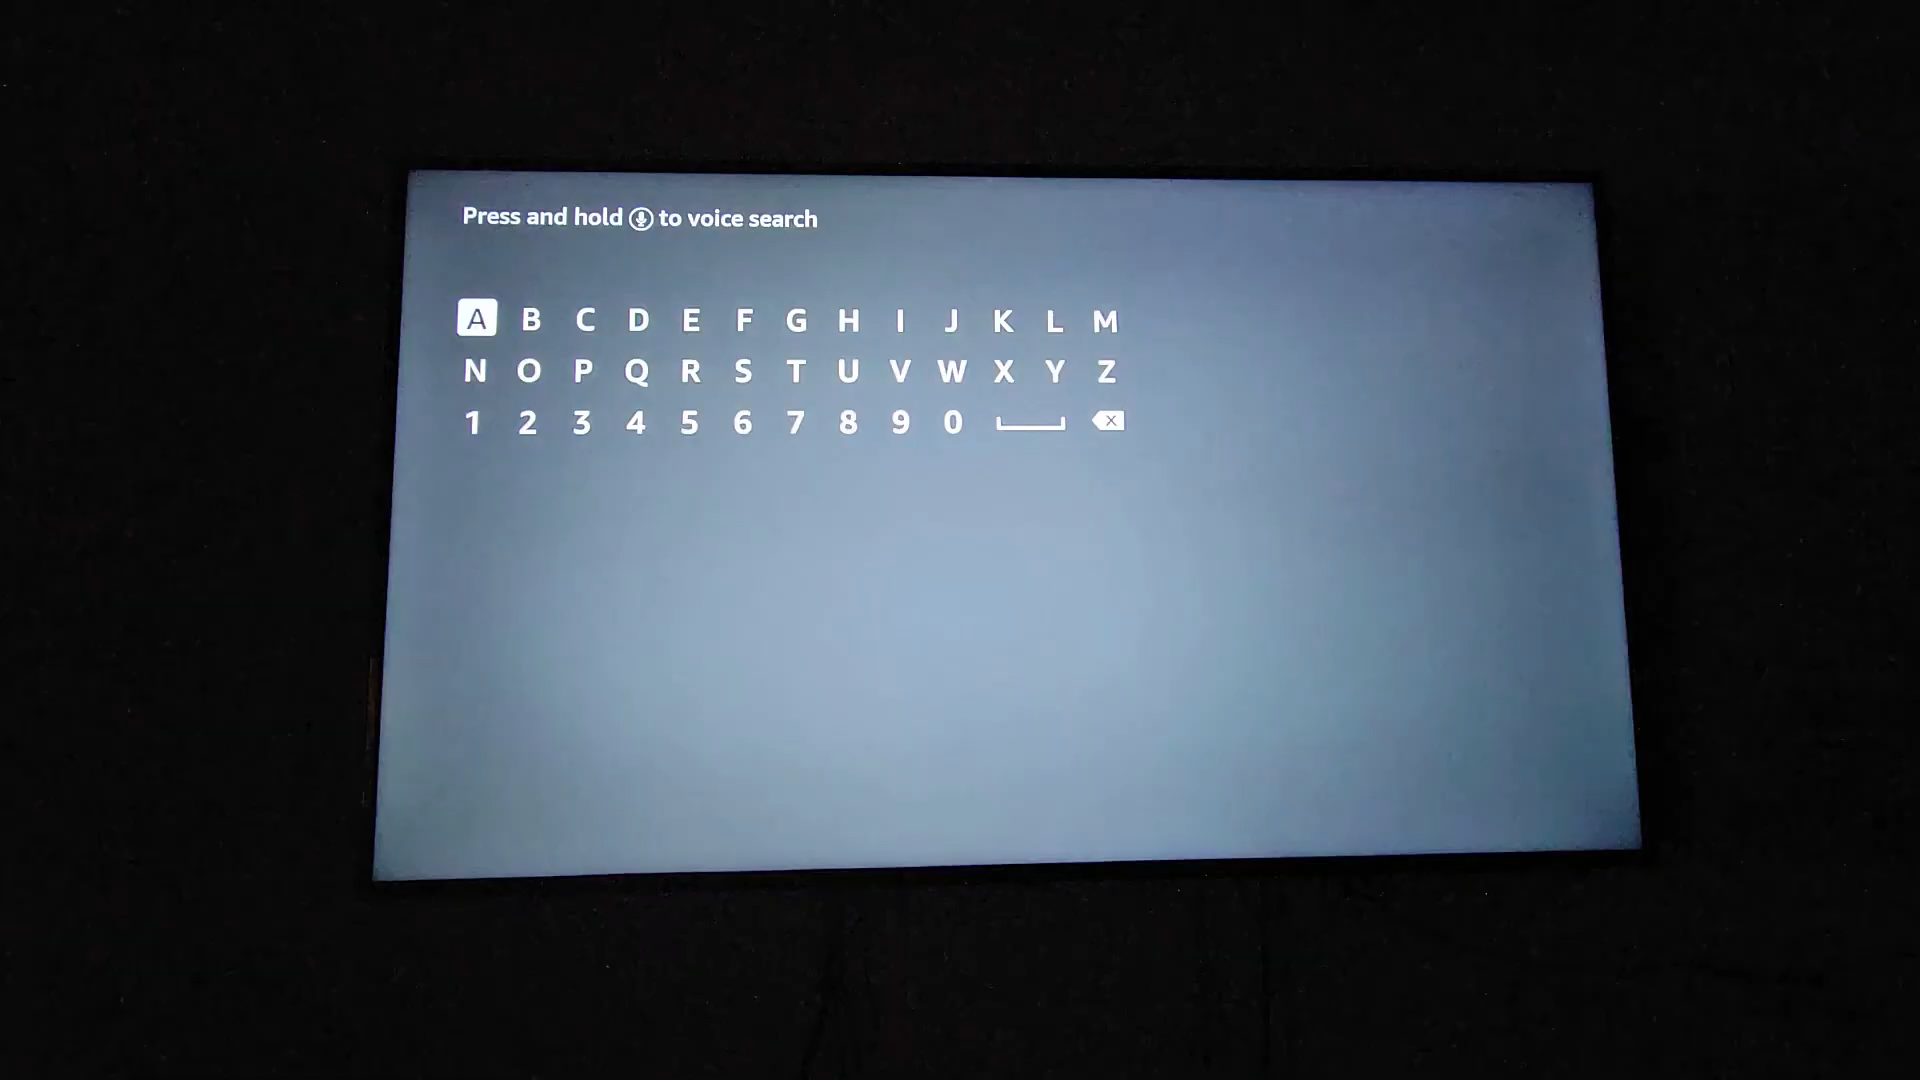 Press and hold to voice search
A B C D E F G H I J K L M
N O P Q R S T U V W X Y Z
1 2 3 4 5 6 7 8 9 0